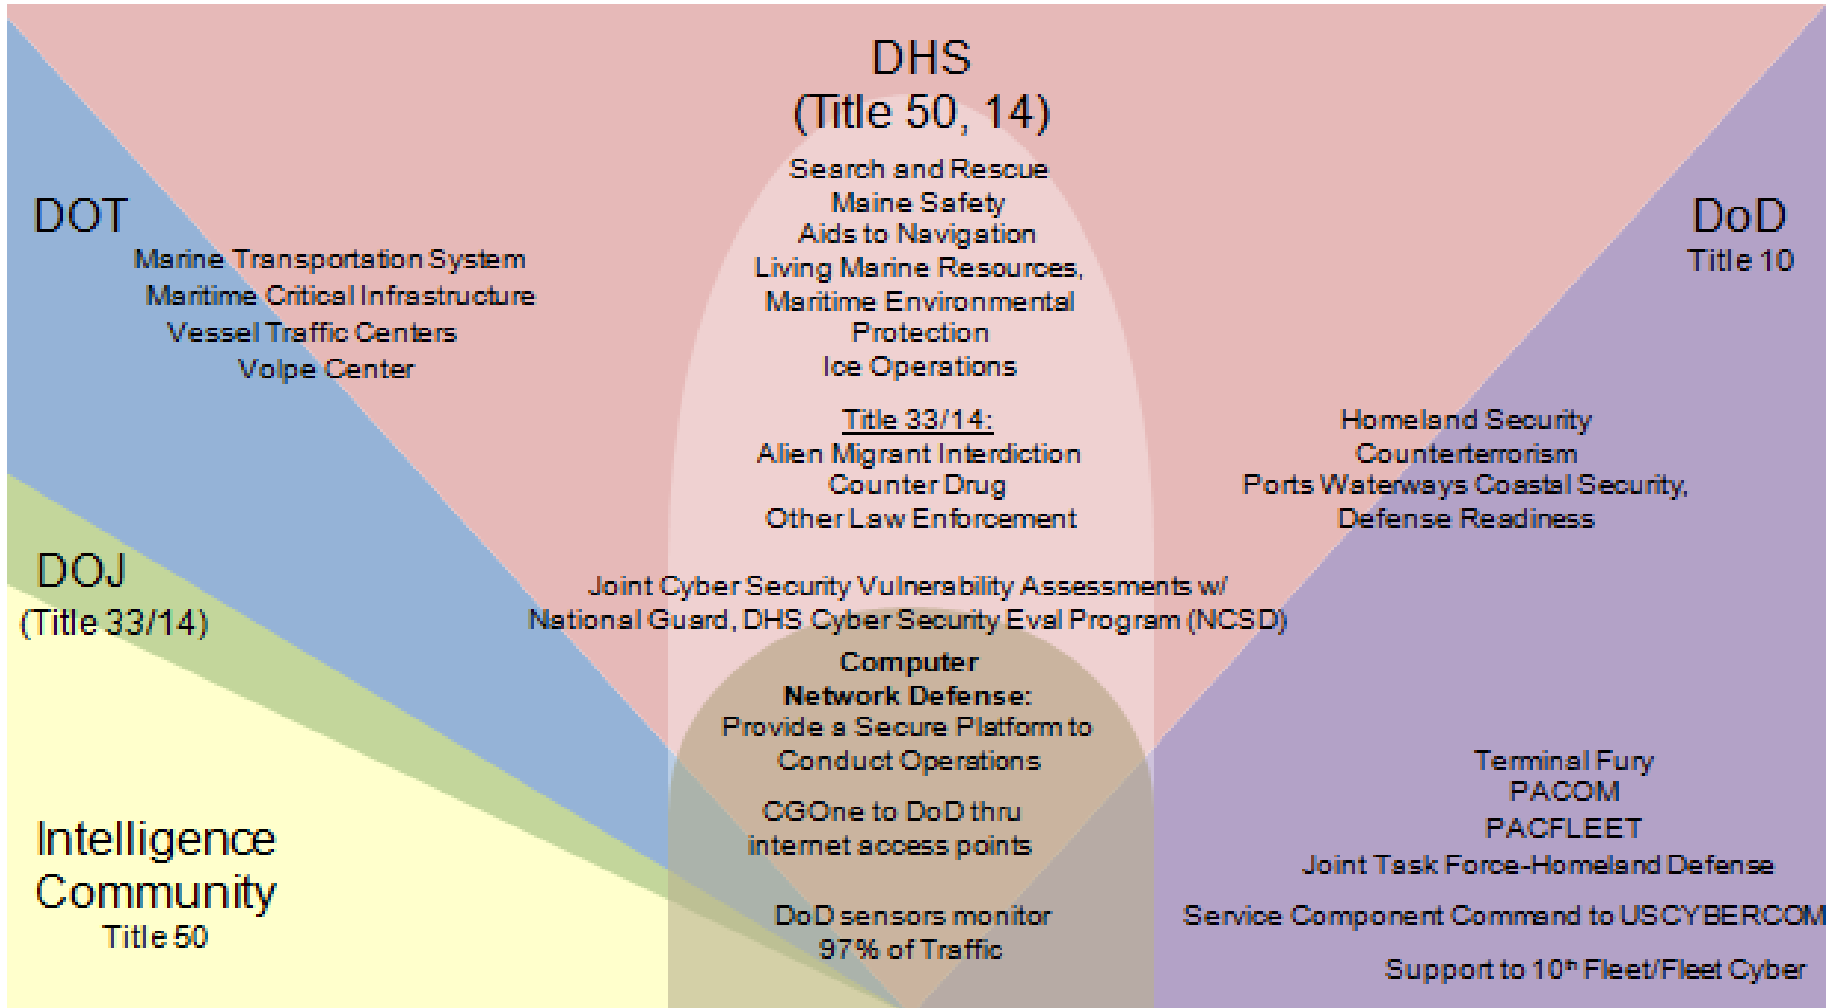 DHS
(Title 50, 14)
Search and Rescue
Maine Safety
Aids to Navigation
Living Marine Resources,
Maritime Environmental
Protection
Ice Operations
Title 33/14:
Alien Migrant Interdiction
Counter Drug
Other Law Enforcement
DOT
Marine Transportation System
Maritime Critical Infrastructure
Vessel Traffic Centers
Volpe Center
DoD
Title 10
Homeland Security
Counterterrorism
Ports Waterways Coastal Security,
Defense Readiness
DOJ
(Title 33/14)
Joint Cyber Security Vulnerability Assessments w/
National Guard, DHS Cyber Security Eval Program (NCSD)
Computer
Network Defense:
Provide a Secure Platform to
Conduct Operations
CGOne to DoD thru
internet access points
DoD sensors monitor
97% of Traffic
Intelligence
Community
Title 50
Terminal Fury
PACOM
PACFLEET
Joint Task Force-Homeland Defense
Service Component Command to USCYBERCOM
Support to 10th Fleet/Fleet Cyber